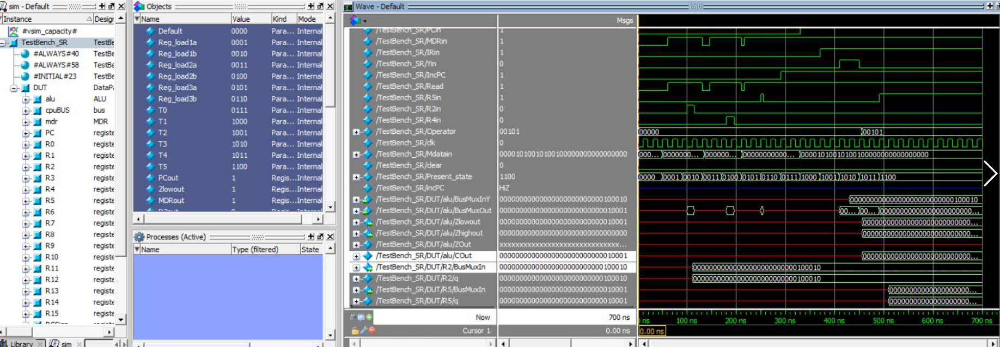 sim - Default
Instance Design
#vsim_capacity#
TestBench_SR TestBe
#ALWAYS#40 TestBe
#ALWAYS#58 TestBe
#INITIAL#23 TestBe
DUT DataPa
alu ALU
cpuBUS bus
mdr MDR
PC registe
R0 registe
R1 registe
R2 registe
R3 registe
R4 registe
R5 registe
R6 registe
R7 registe
R8 registe
R9 registe
R10 registe
R11 registe
R12 registe
R13 registe
R14 registe
R15 registe
Library sim
Objects
Name Value Kind Mode
Default 0000 Para... Internal
Reg_load1a 0001 Para... Internal
Reg_load1b 0010 Para... Internal
Reg_load2a 0011 Para... Internal
Reg_load2b 0100 Para... Internal
Reg_load3a 0101 Para... Internal
Reg_load3b 0110 Para... Internal
T0 0111 Para... Internal
T1 1000 Para... Internal
T2 1001 Para... Internal
T3 1010 Para... Internal
T4 1011 Para... Internal
T5 1100 Para... Internal
PCout 1 Regis... Internal
Zlowout 1 Regis... Internal
MDRout 1 Regis... Internal
Processes (Active)
Name Type (filtered) State
Wave - Default
Msgs
/TestBench_SR/PCin 1
/TestBench_SR/MDRin 1
/TestBench_SR/IRin 1
/TestBench_SR/Yin 0
/TestBench_SR/IncPC 1
/TestBench_SR/Read 1
/TestBench_SR/R5in 1
/TestBench_SR/R2in 0
/TestBench_SR/R4in 0
/TestBench_SR/Operator 00101 00000 00101
/TestBench_SR/clk 0
/TestBench_SR/Mdatain 00001010010100100000000000000000 000... 0000000... 000000... 00000000000... 00001010010100100000000000000000
/TestBench_SR/clear 0
/TestBench_SR/Present_state 1100 0000 0001 0010 0011 0100 0101 0110 0111 1000 1001 1010 1011 1100
/TestBench_SR/incPC HiZ
/TestBench_SR/DUT/alu/BusMuxInY 00000000000000000000000000100010 00000000000000000000000000100010
/TestBench_SR/DUT/alu/BusMuxOut 00000000000000000000000000010001 00... 00... 0000000000000000000000000...
/TestBench_SR/DUT/alu/Zlowout 00000000000000000000000000010001 00000000000000000000000000000...
/TestBench_SR/DUT/alu/Zhighout 00000000000000000000000000000000 00000000000000000000000000000...
/TestBench_SR/DUT/alu/ZOut xxxxxxxxxxxxxxxxxxxxxxxxxxxxxxx...
/TestBench_SR/DUT/alu/COut 00000000000000000000000000010001 00000000000000000000000000000...
/TestBench_SR/DUT/R2/BusMuxIn 00000000000000000000000000100010 00000000000000000000000000100010
/TestBench_SR/DUT/R2/q 00000000000000000000000000100010 00000000000000000000000000100010
/TestBench_SR/DUT/R5/BusMuxIn 00000000000000000000000000010001 00000000000000000000000...
/TestBench_SR/DUT/R5/q 00000000000000000000000000010001 00000000000000000000000...
Now 700 ns ns 100 ns 200 ns 300 ns 400 ns 500 ns 600 ns 700 ns
Cursor 1 0.00 ns 0.00 ns